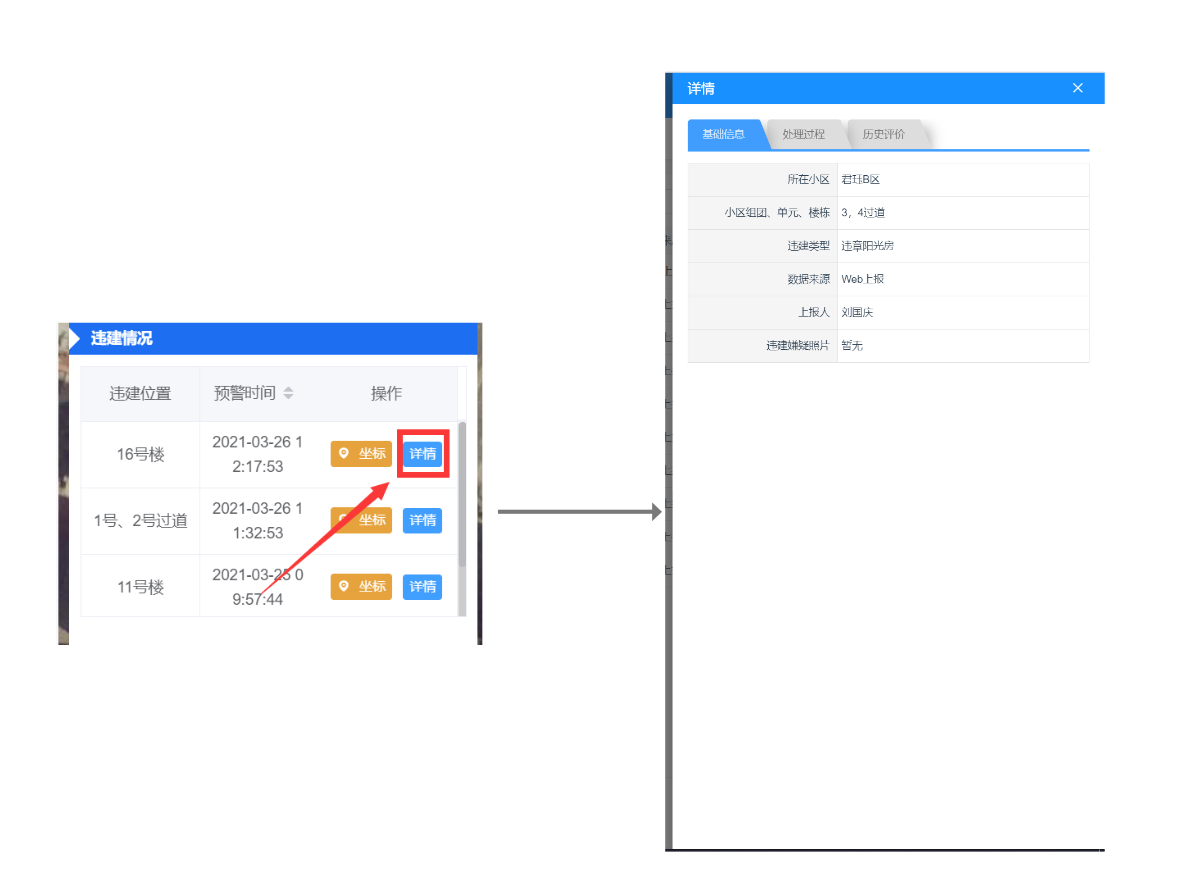 违建情况
违建位置 预警时间 操作
16号楼 2021-03-26 1
2:17:53 坐标 详情
1号、2号过道 2021-03-26 1
1:32:53 坐标 详情
11号楼 2021-03-25 0
9:57:44 坐标 详情
详情
基础信息 处理过程 历史评价
所在小区 君珏B区
小区组团、单元、楼栋 3，4过道
违建类型 违章阳光房
数据来源 Web上报
上报人 刘国庆
违建嫌疑照片 暂无